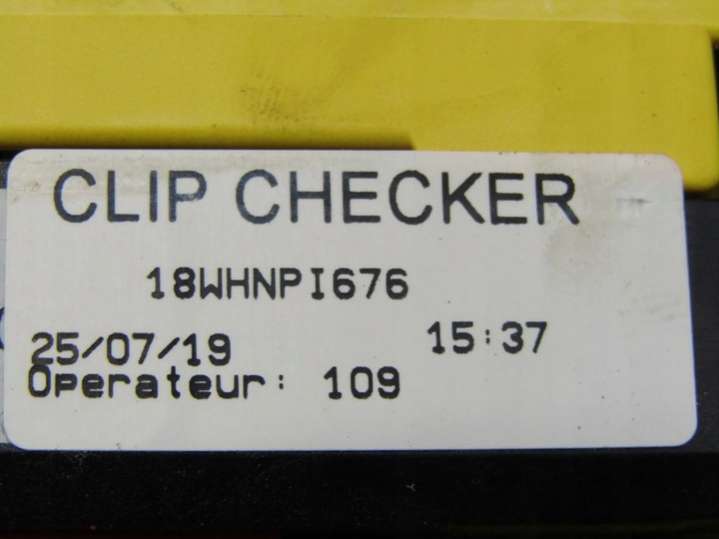 CLIP CHECKER
18WHNPI676
25/07/19 15:37
Operateur: 109